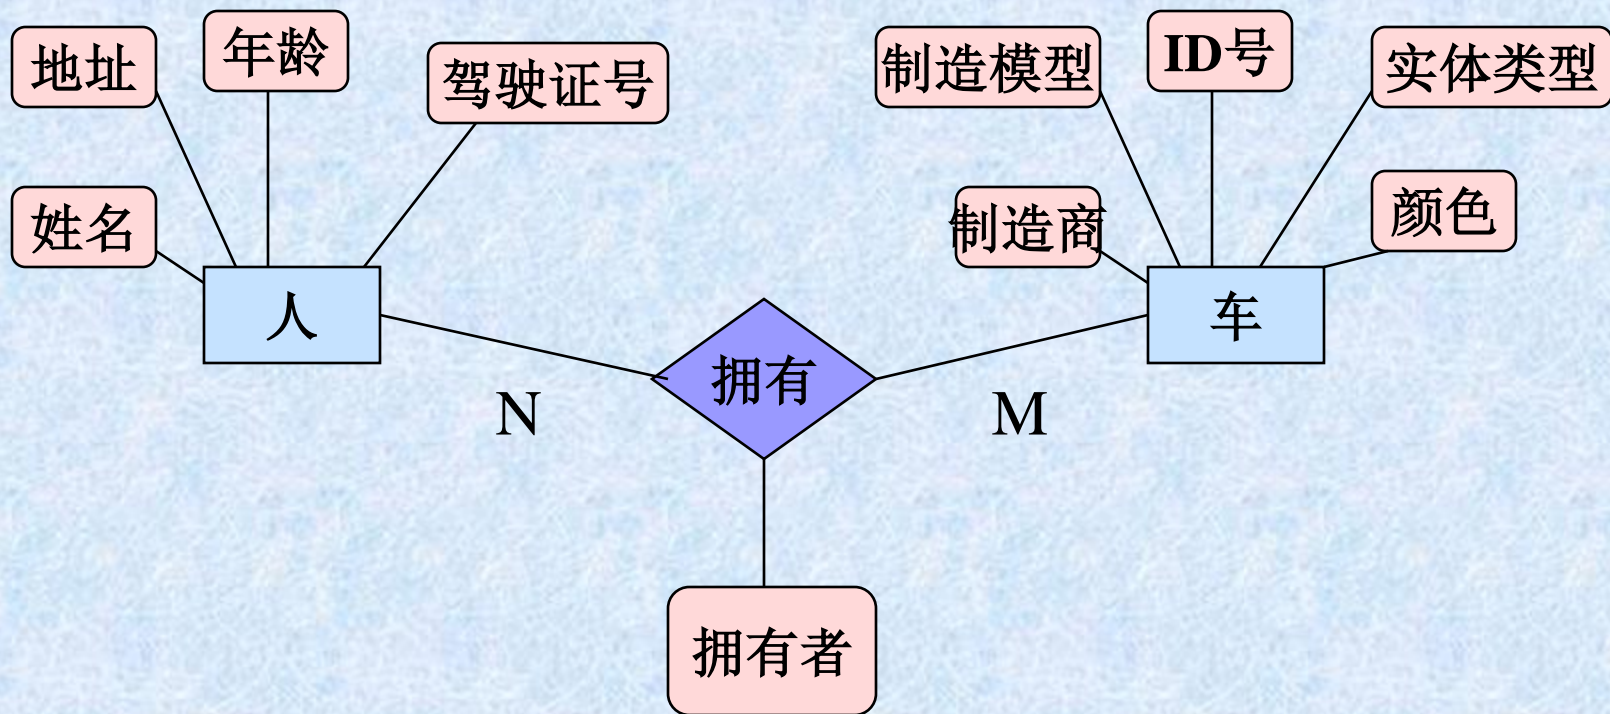 地址
年龄
驾驶证号
制造模型
ID号
实体类型
姓名
制造商
颜色
人
车
拥有
N
M
拥有者